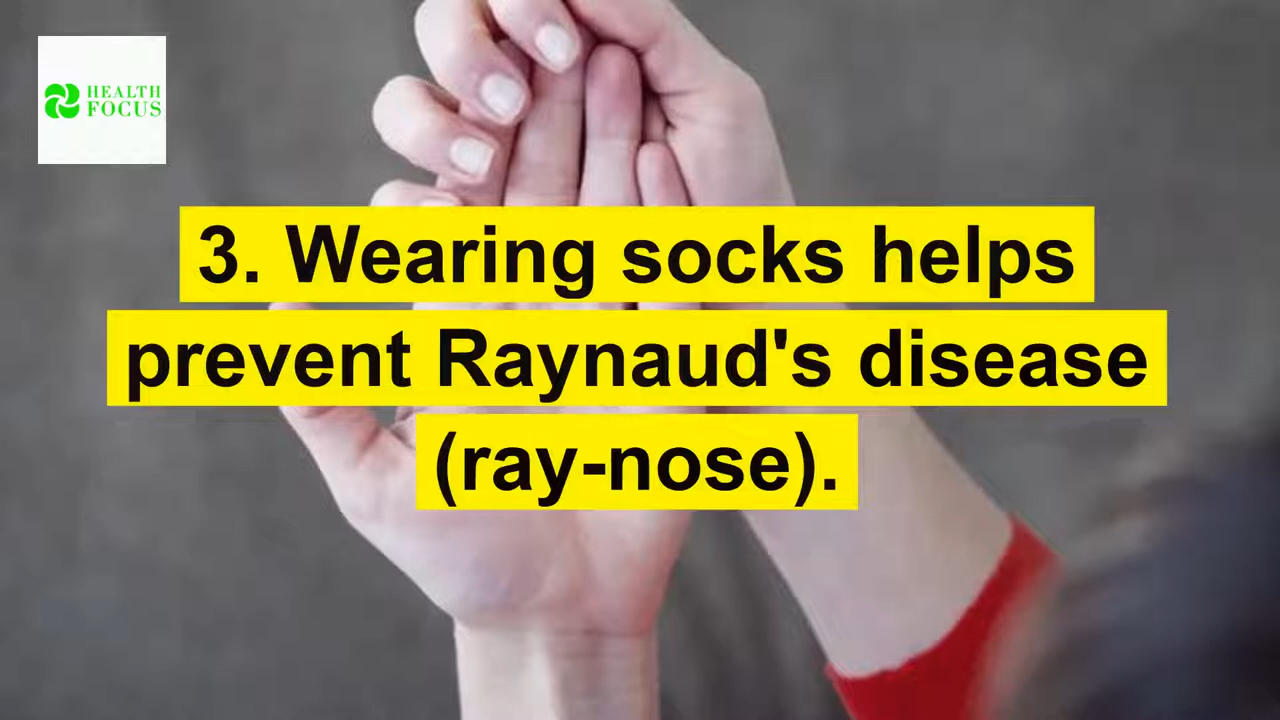 HEALTH
FOCUS
3. Wearing socks helps
prevent Raynaud's disease
(ray-nose).